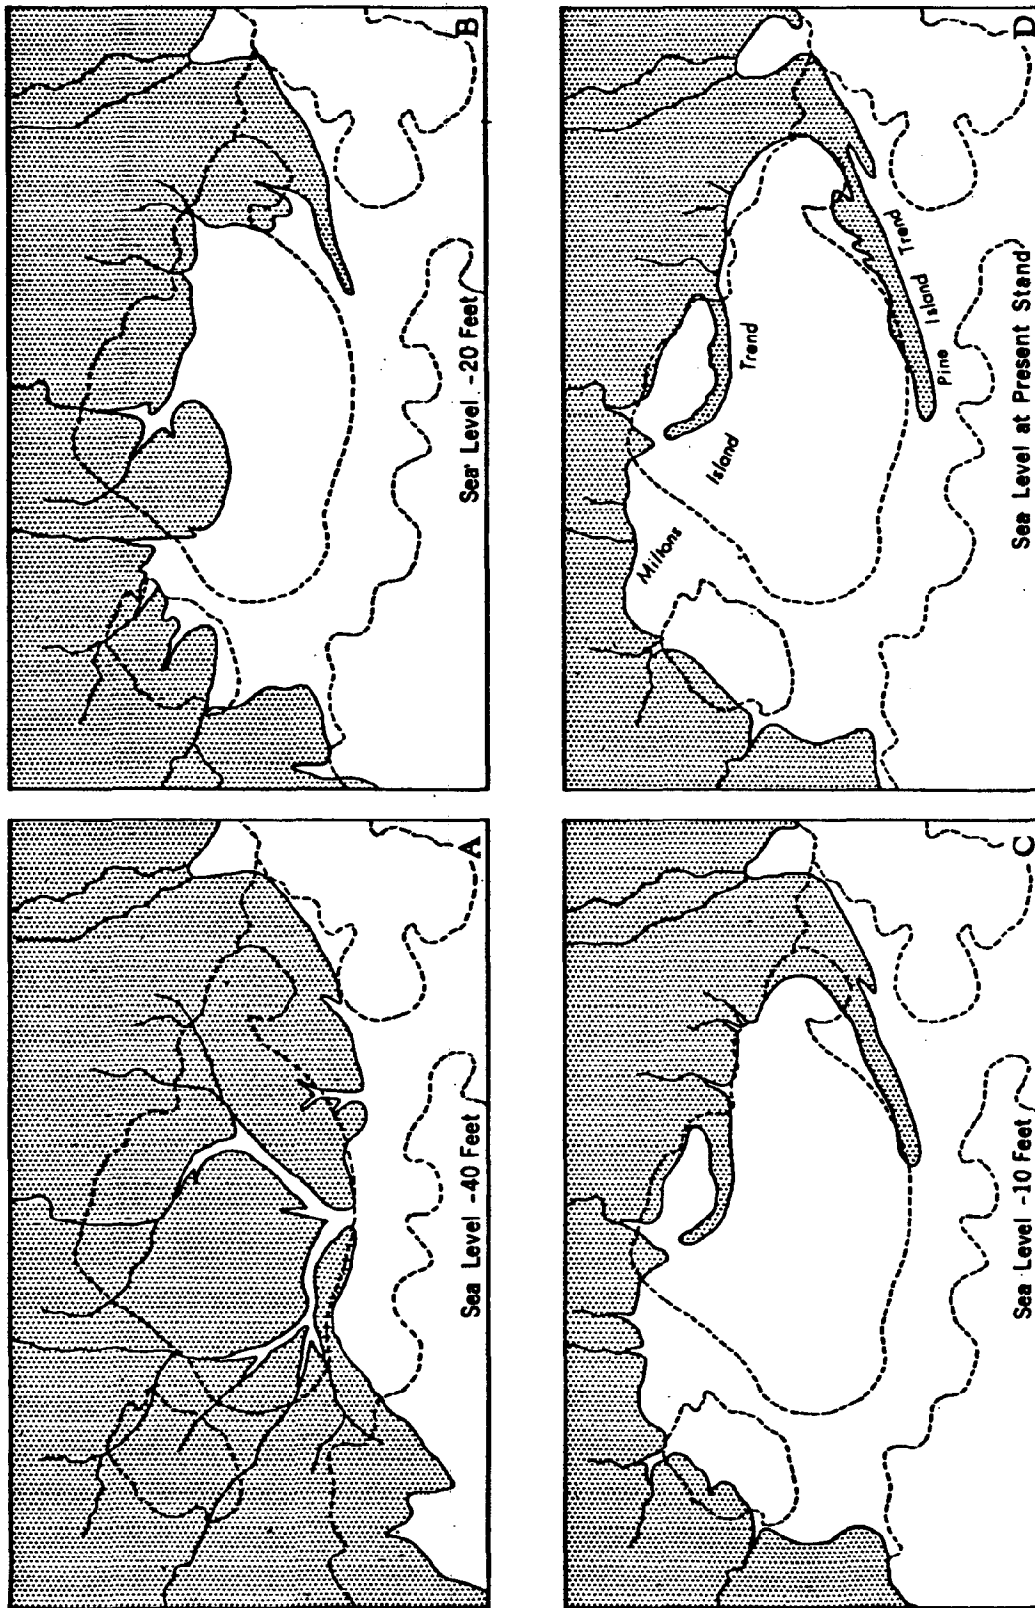 A
Sea Level -40 Feet
B
Sea Level -20 Feet
C
Sea Level -10 Feet
D
Miltons Island Trend
Pine Island Trend
Sea Level at Present Stand